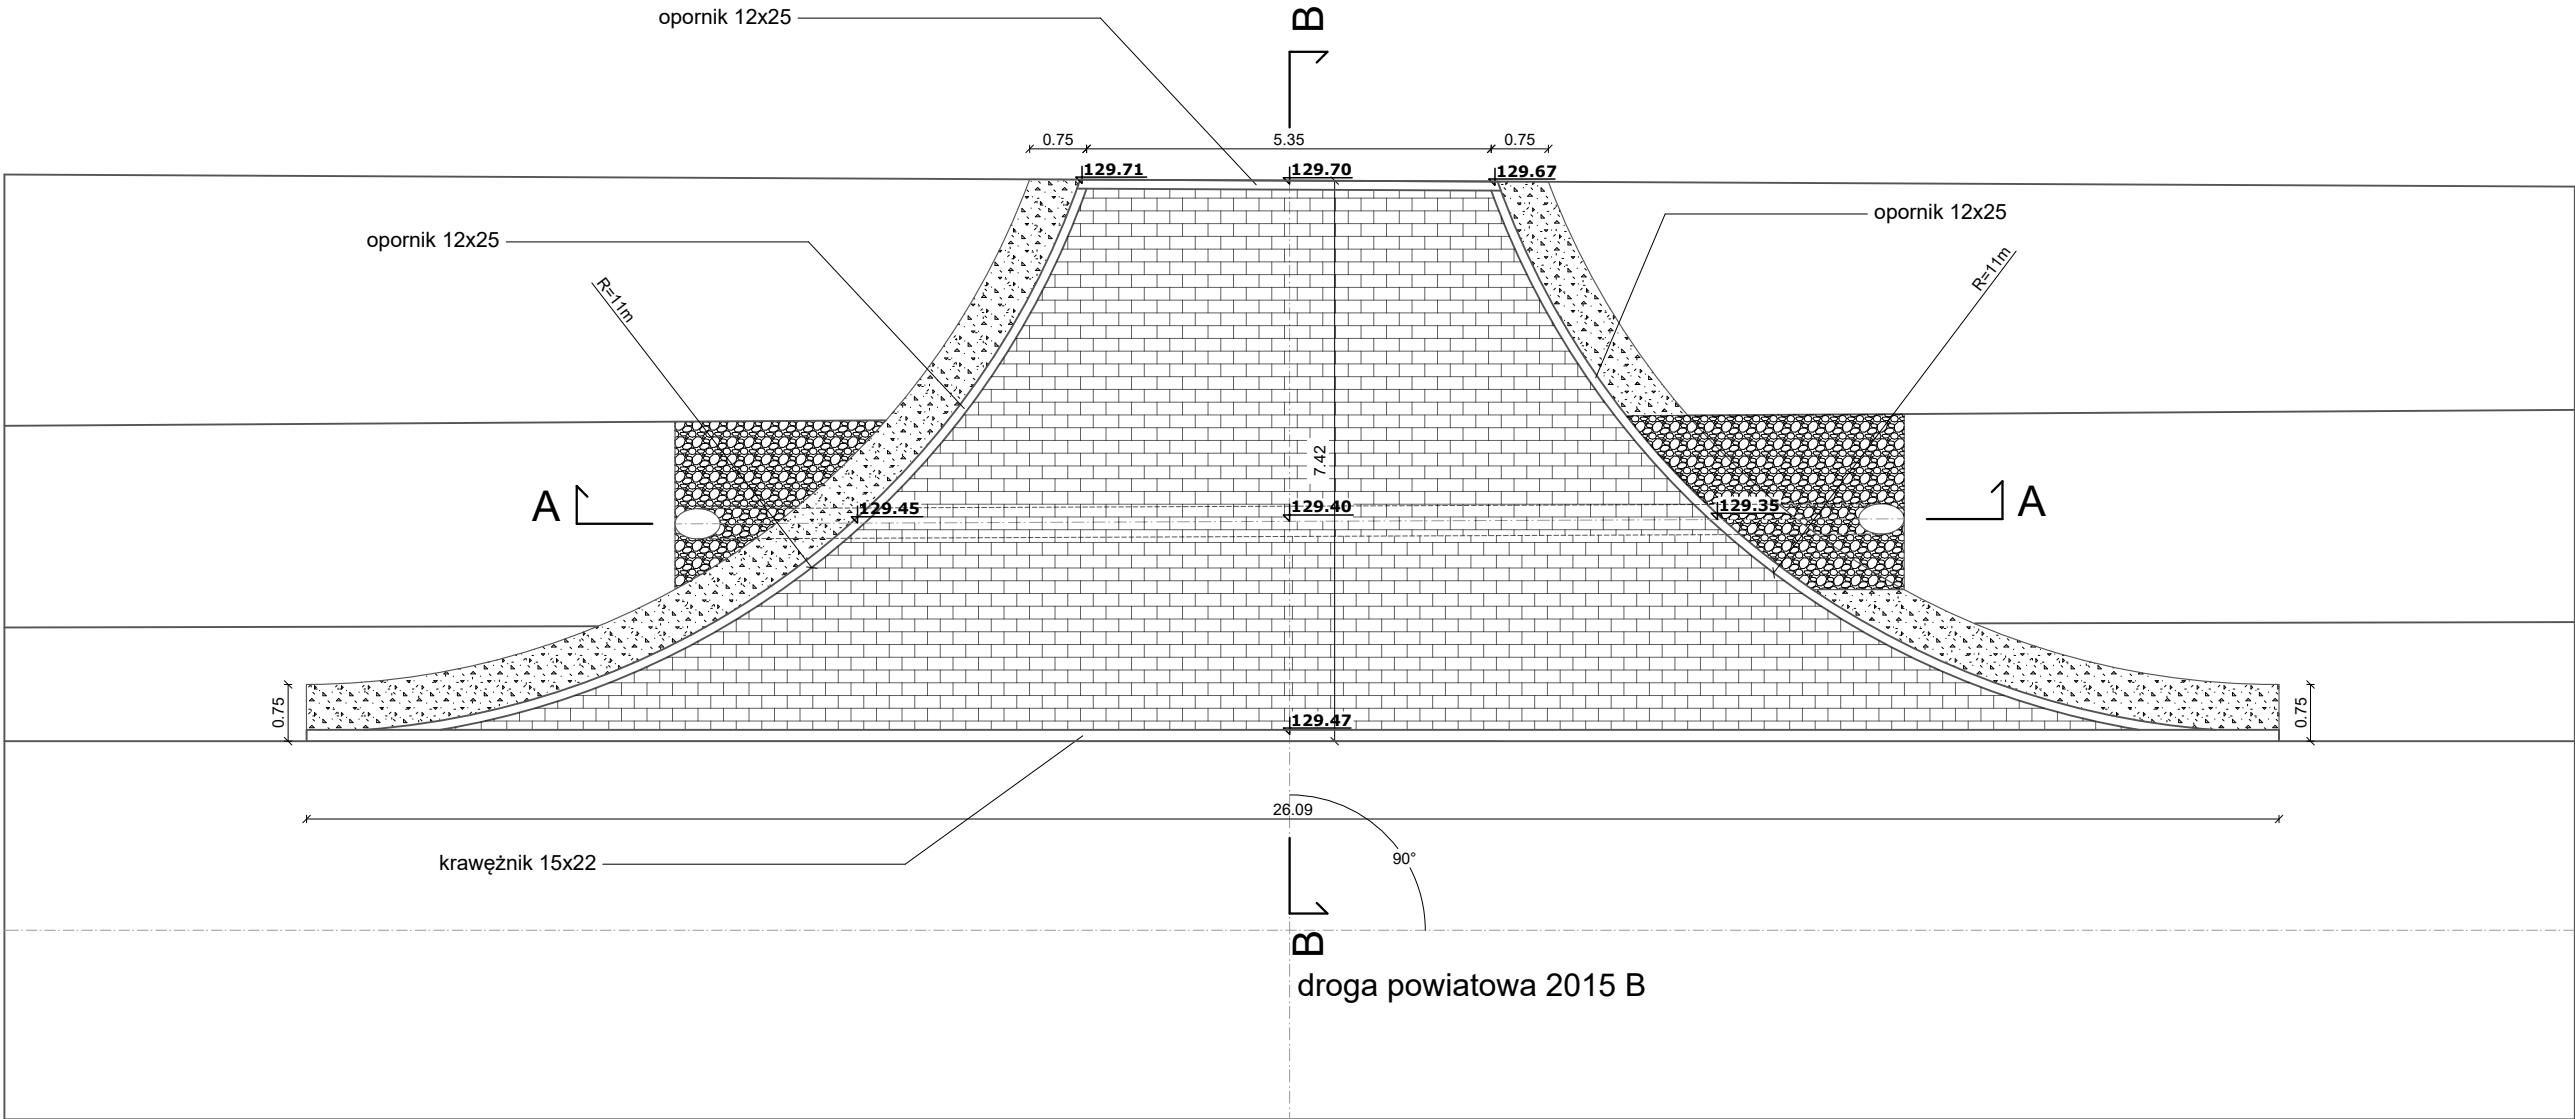 opornik 12x25
B
0.75
5.35
0.75
129.71
129.70
129.67
opornik 12x25
opornik 12x25
R=11m
R=11m
7.42
A
129.45
129.40
129.35
A
0.75
129.47
0.75
26.09
krawężnik 15x22
90°
B
droga powiatowa 2015 B